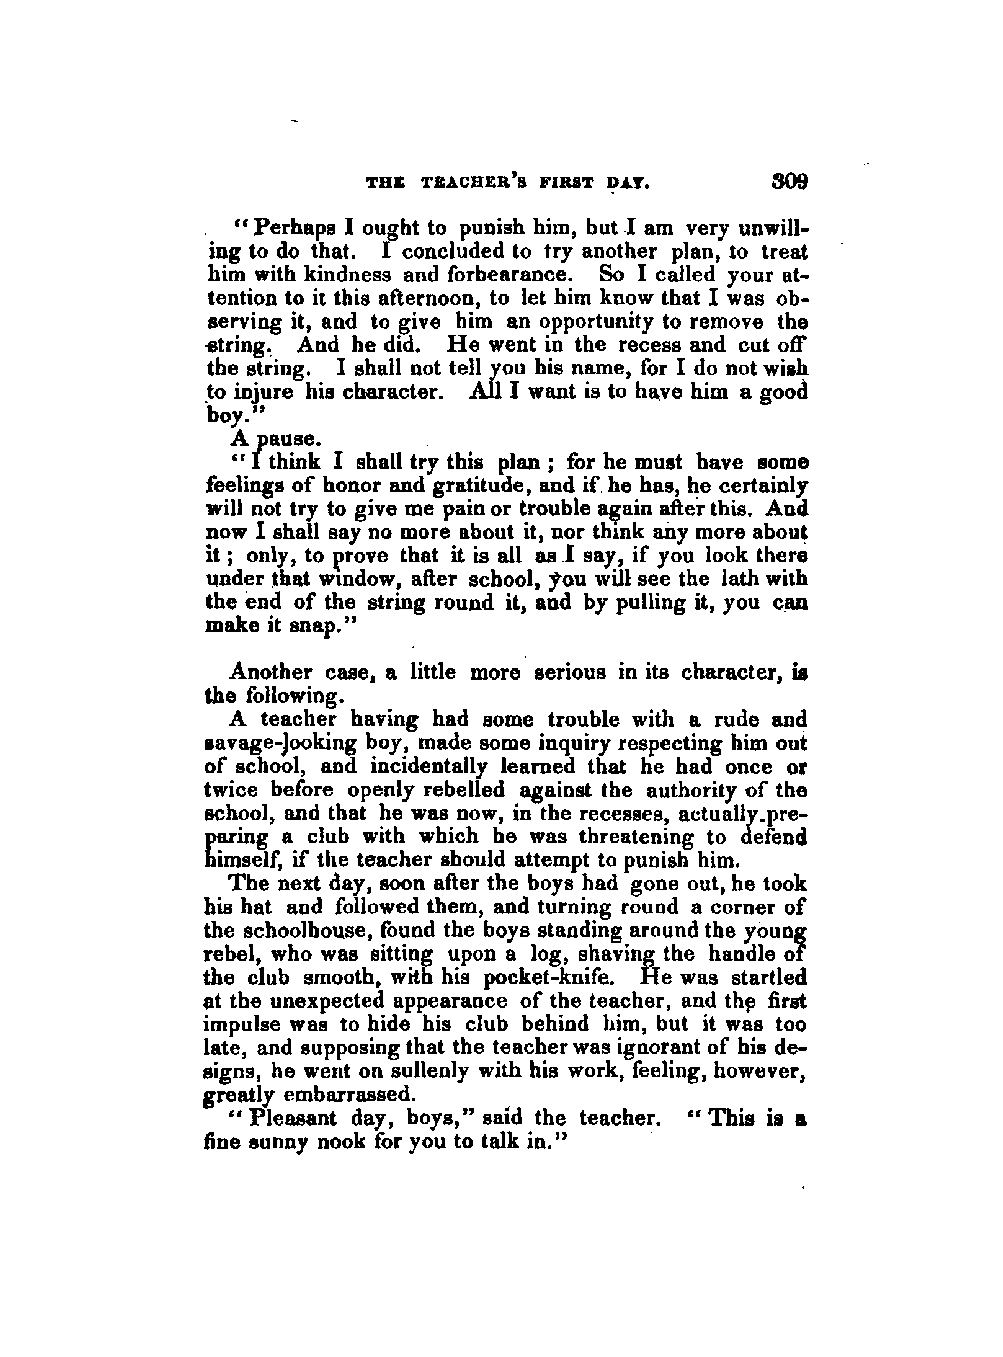 THE TEACHER'S FIRST DAY. 309
“Perhaps I ought to punish him, but I am very unwill-
ing to do that. I concluded to try another plan, to treat
him with kindness and forbearance. So I called your at-
tention to it this afternoon, to let him know that I was ob-
serving it, and to give him an opportunity to remove the
string. And he did. He went in the recess and cut off
the string. I shall not tell you his name, for I do not wish
to injure his character. All I want is to have him a good
boy.”
A pause.
“I think I shall try this plan ; for he must have some
feelings of honor and gratitude, and if he has, he certainly
will not try to give me pain or trouble again after this. And
now I shall say no more about it, nor think any more about
it ; only, to prove that it is all as I say, if you look there
under that window, after school, you will see the lath with
the end of the string round it, and by pulling it, you can
make it snap.”
Another case, a little more serious in its character, is
the following.
A teacher having had some trouble with a rude and
savage-looking boy, made some inquiry respecting him out
of school, and incidentally learned that he had once or
twice before openly rebelled against the authority of the
school, and that he was now, in the recesses, actually pre-
paring a club with which he was threatening to defend
himself, if the teacher should attempt to punish him.
The next day, soon after the boys had gone out, he took
his hat and followed them, and turning round a corner of
the schoolhouse, found the boys standing around the young
rebel, who was sitting upon a log, shaving the handle of
the club smooth, with his pocket-knife. He was startled
at the unexpected appearance of the teacher, and the first
impulse was to hide his club behind him, but it was too
late, and supposing that the teacher was ignorant of his de-
signs, he went on sullenly with his work, feeling, however,
greatly embarrassed.
“Pleasant day, boys,” said the teacher. “This is a
fine sunny nook for you to talk in.”